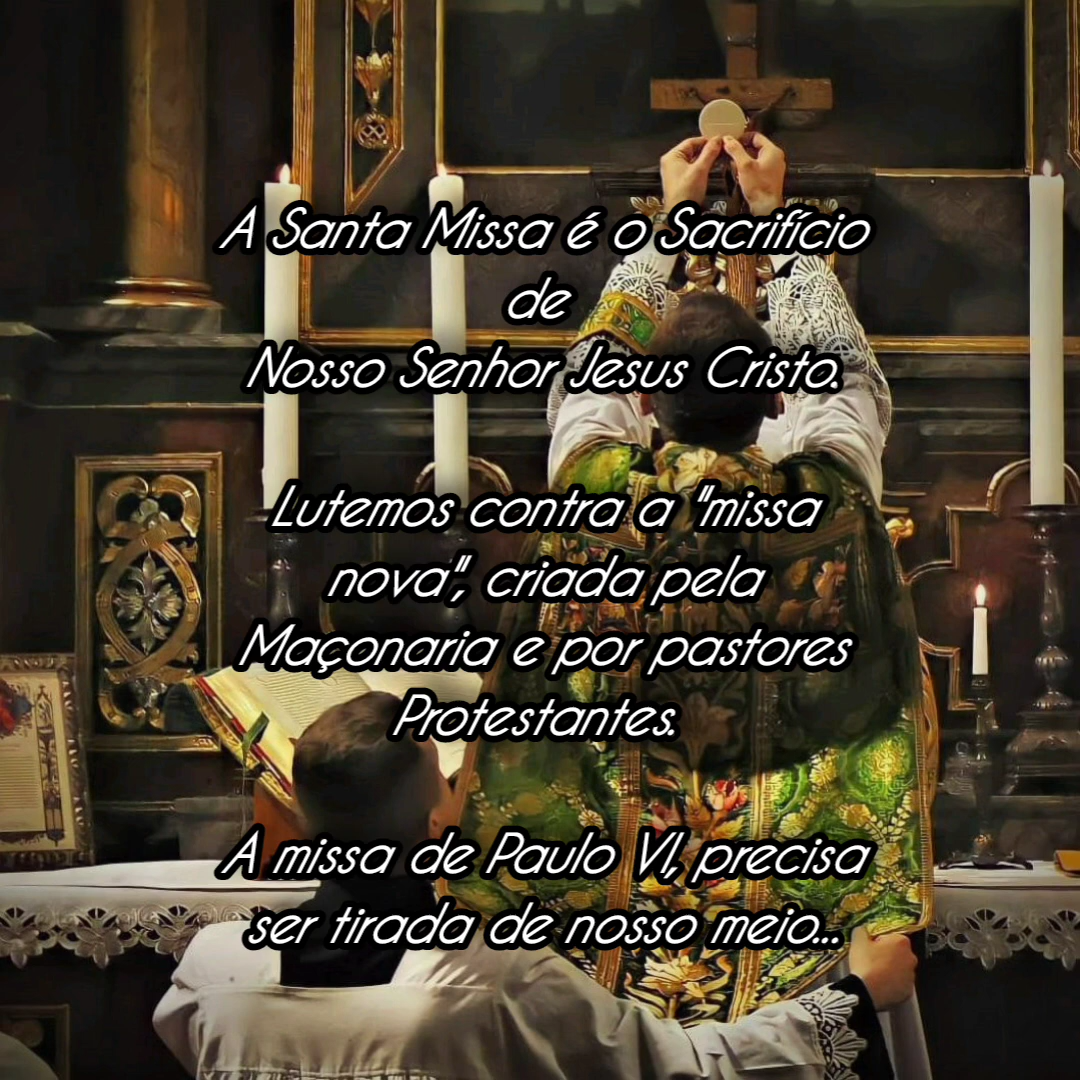 A Santa Missa é o Sacrifício
de
Nosso Senhor Jesus Cristo.
Lutemos contra a "missa
nova", criada pela
Maçonaria e por pastores
Protestantes.
A missa de Paulo VI, precisa
ser tirada de nosso meio...